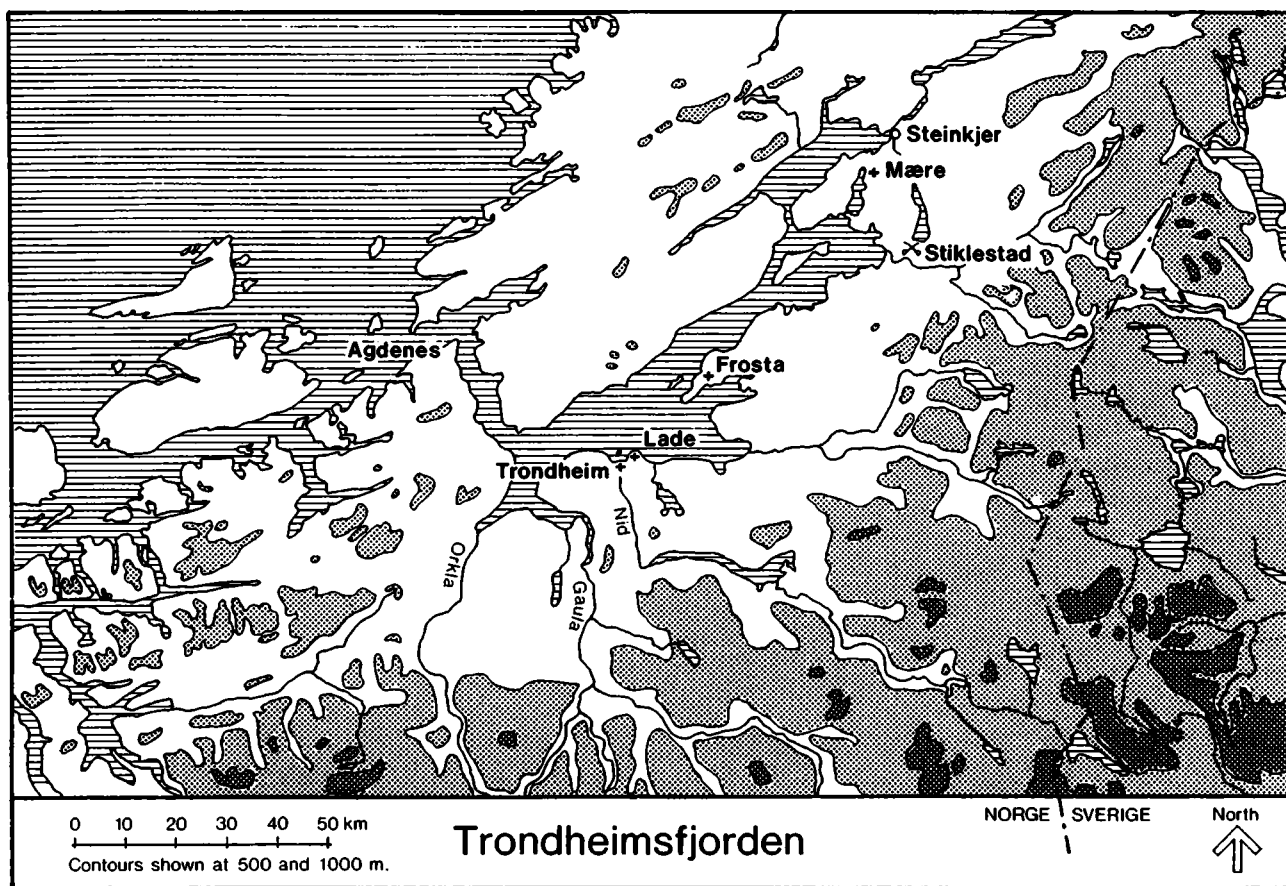 Steinkjer
Mære
Stiklestad
Agdenes
Frosta
Lade
Trondheim
Nid
Orkla
Gaula
0 10 20 30 40 50 km
Contours shown at 500 and 1000 m.
Trondheimsfjorden
NORGE SVERIGE
North